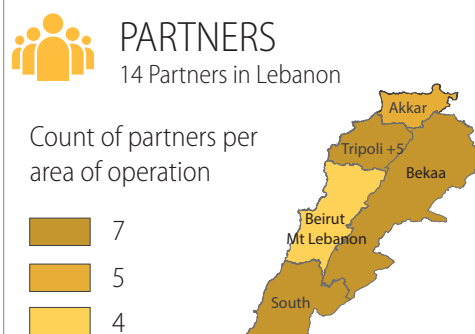 PARTNERS
14 Partners in Lebanon
Count of partners per
area of operation
7
5
4
Akkar
Tripoli +5
Bekaa
Beirut
Mt Lebanon
South